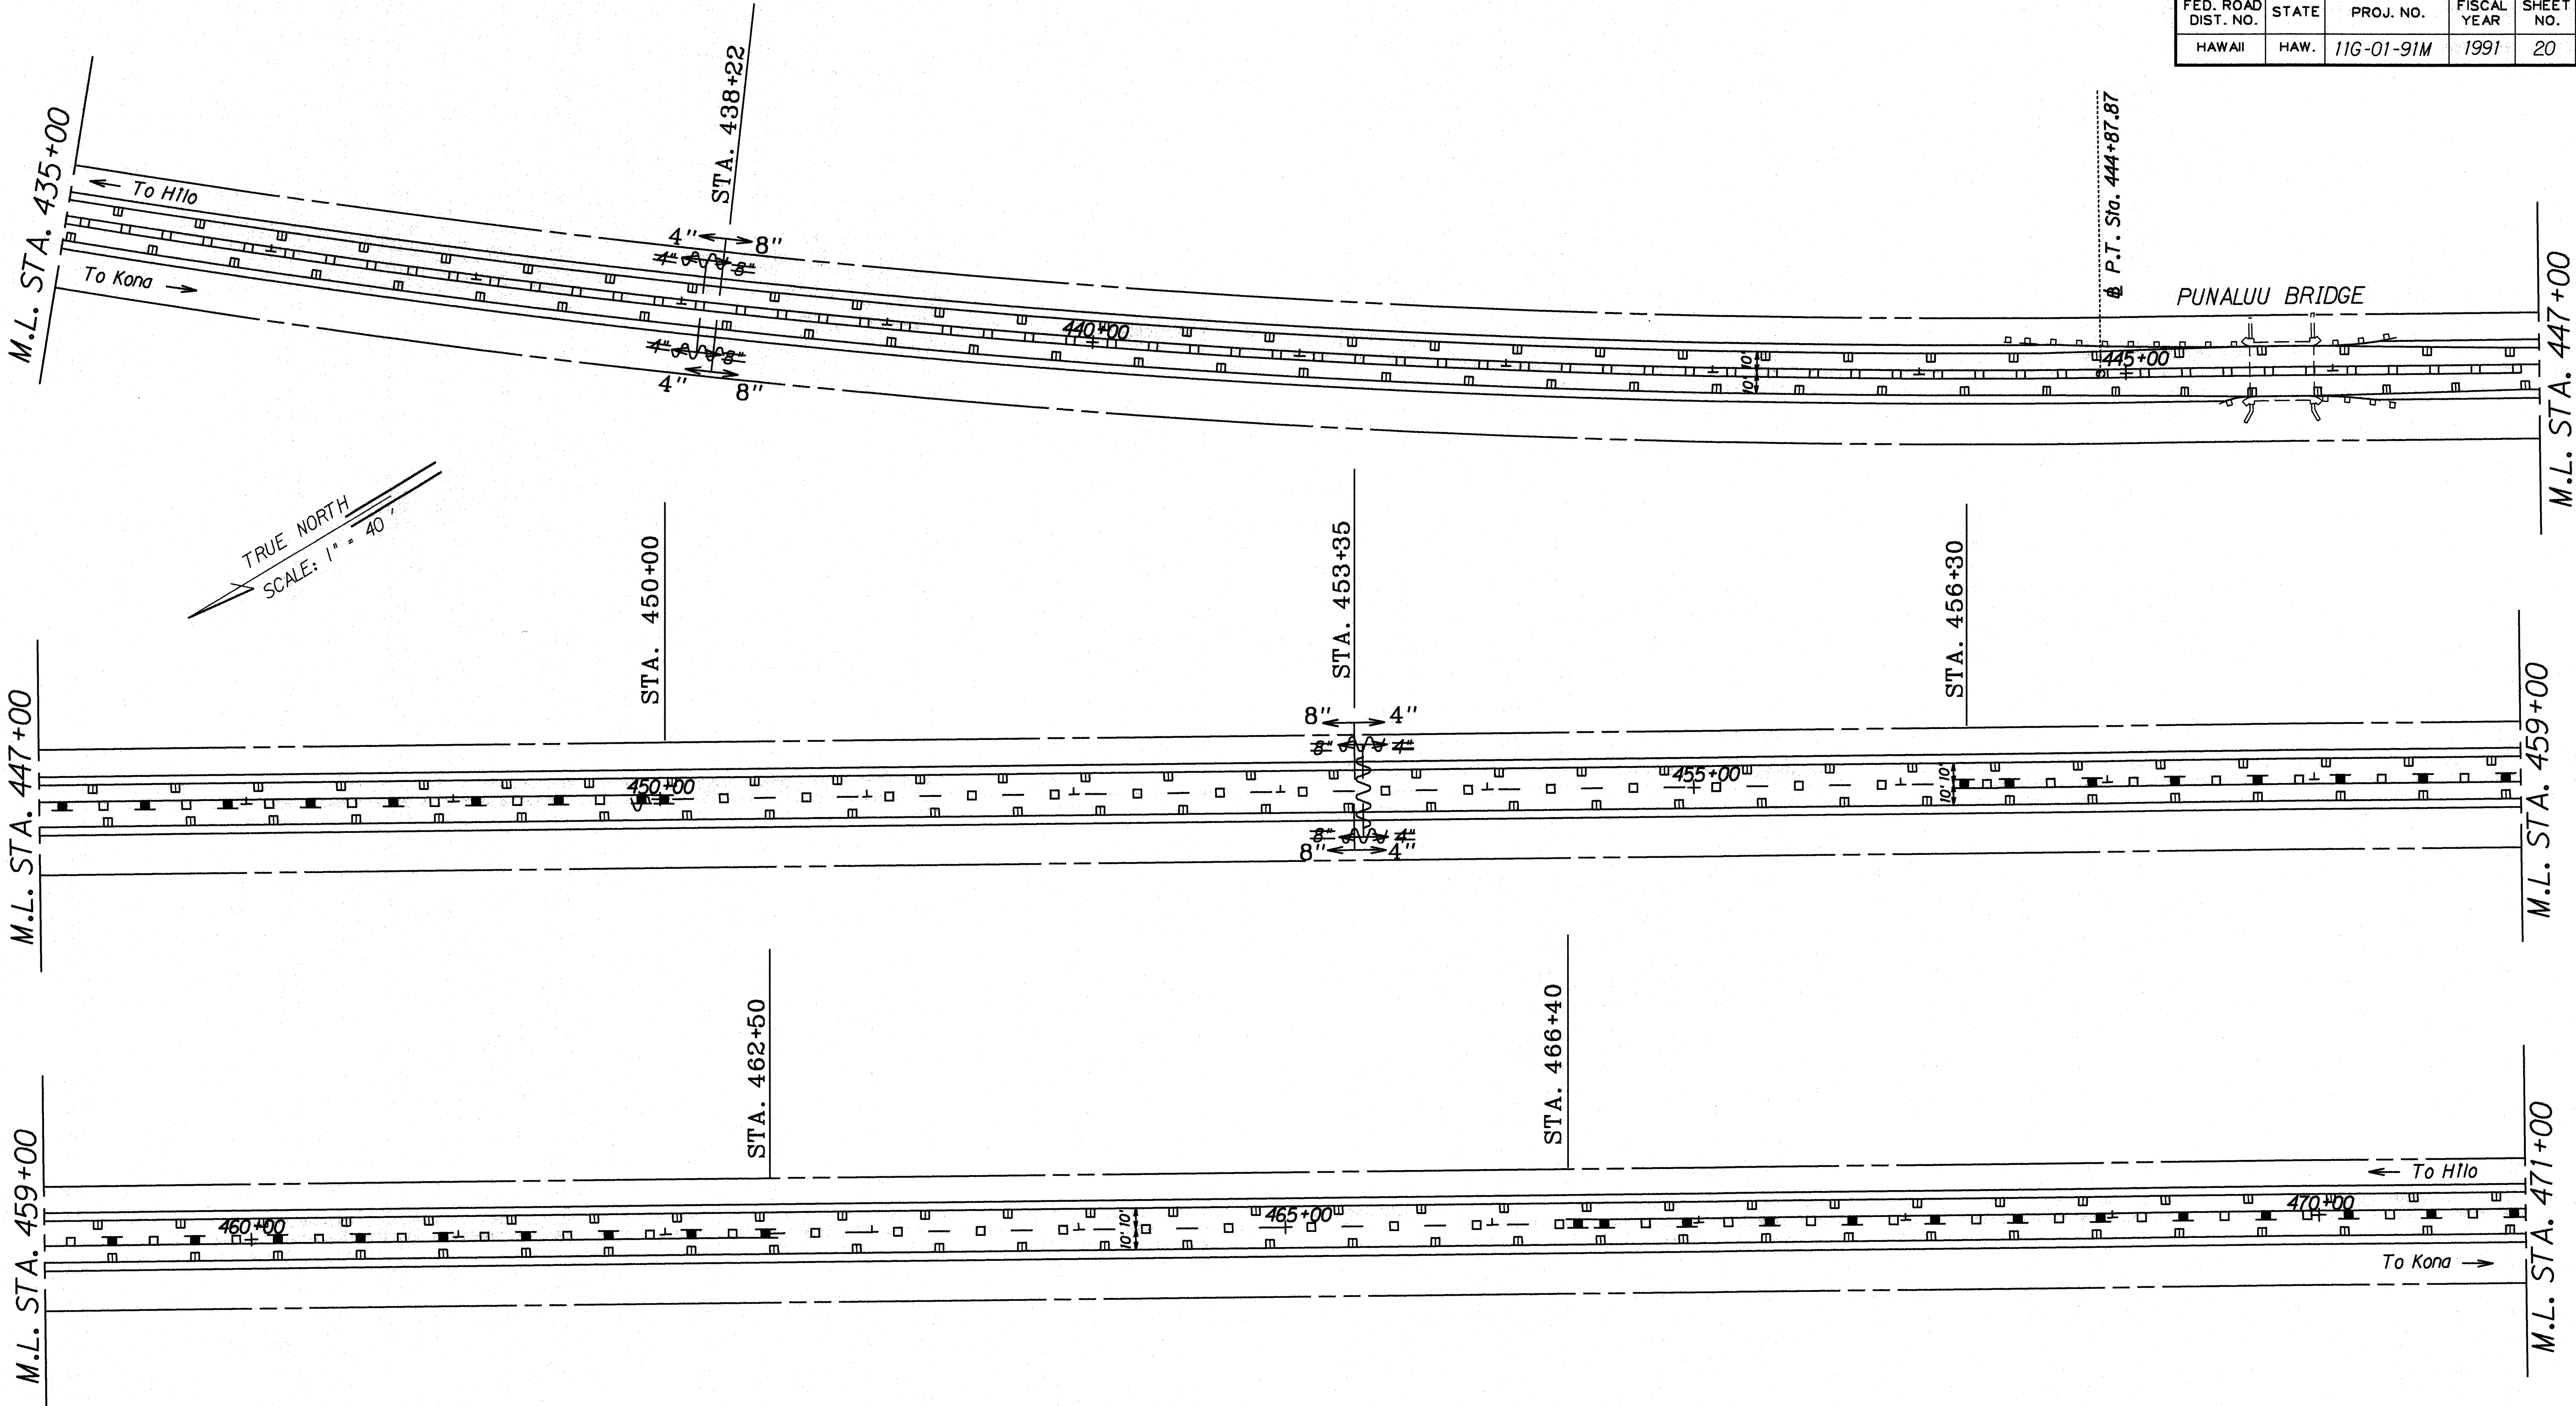 FED. ROAD DIST. NO. STATE PROJ. NO. FISCAL YEAR SHEET NO.
HAWAII HAW. 11G-01-91M 1991 20
M.L. STA. 435+00
To Hilo
To Kona
STA. 438+22
4" 8"
4" 8"
4" 8"
4" 8"
440+00
10' 10'
445+00
P.T. Sta. 444+87.87
PUNALUU BRIDGE
M.L. STA. 447+00
TRUE NORTH
SCALE: 1" = 40'
M.L. STA. 447+00
STA. 450+00
450+00
STA. 453+35
8" 4"
8" 4"
8" 4"
8" 4"
455+00
STA. 456+30
10' 10'
M.L. STA. 459+00
M.L. STA. 459+00
460+00
STA. 462+50
10' 10'
465+00
STA. 466+40
470+00
To Hilo
To Kona
M.L. STA. 471+00